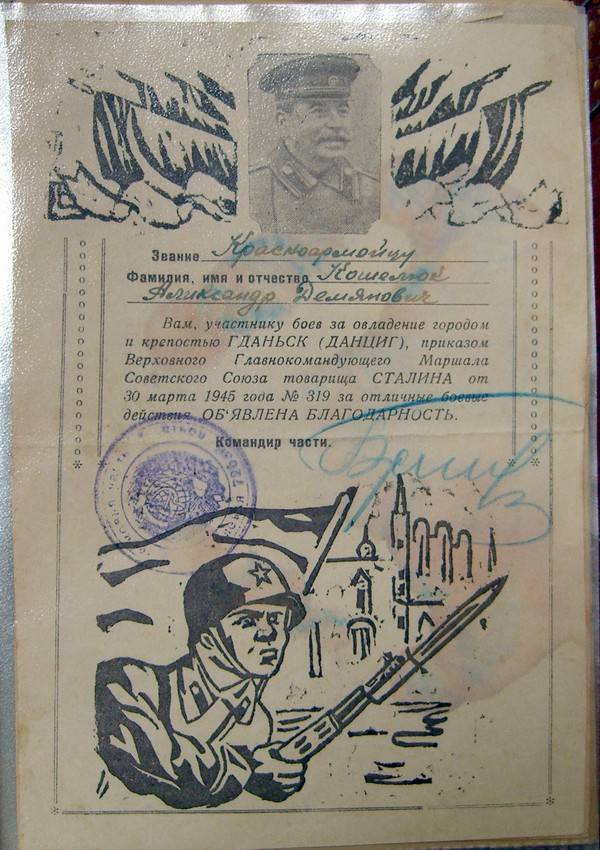 Звание Красноармейцу
Фамилия, имя и отчество Кошелюк
Александр Демянович
Вам, участнику боев за овладение городом
и крепостью ГДАНЬСК (ДАНЦИГ), приказом
Верховного Главнокомандующего Маршала
Советского Союза товарища СТАЛИНА от
30 марта 1945 года № 319 за отличные боевые
действия ОБ'ЯВЛЕНА БЛАГОДАРНОСТЬ.
Командир части.